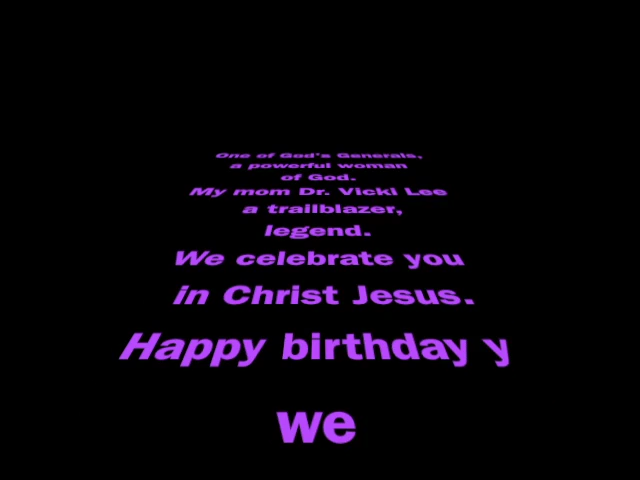 One of God's Generals,
a powerful woman
of God.
My mom Dr. Vicki Lee
a trailblazer,
legend.
We celebrate you
in Christ Jesus.
Happy birthday y
we